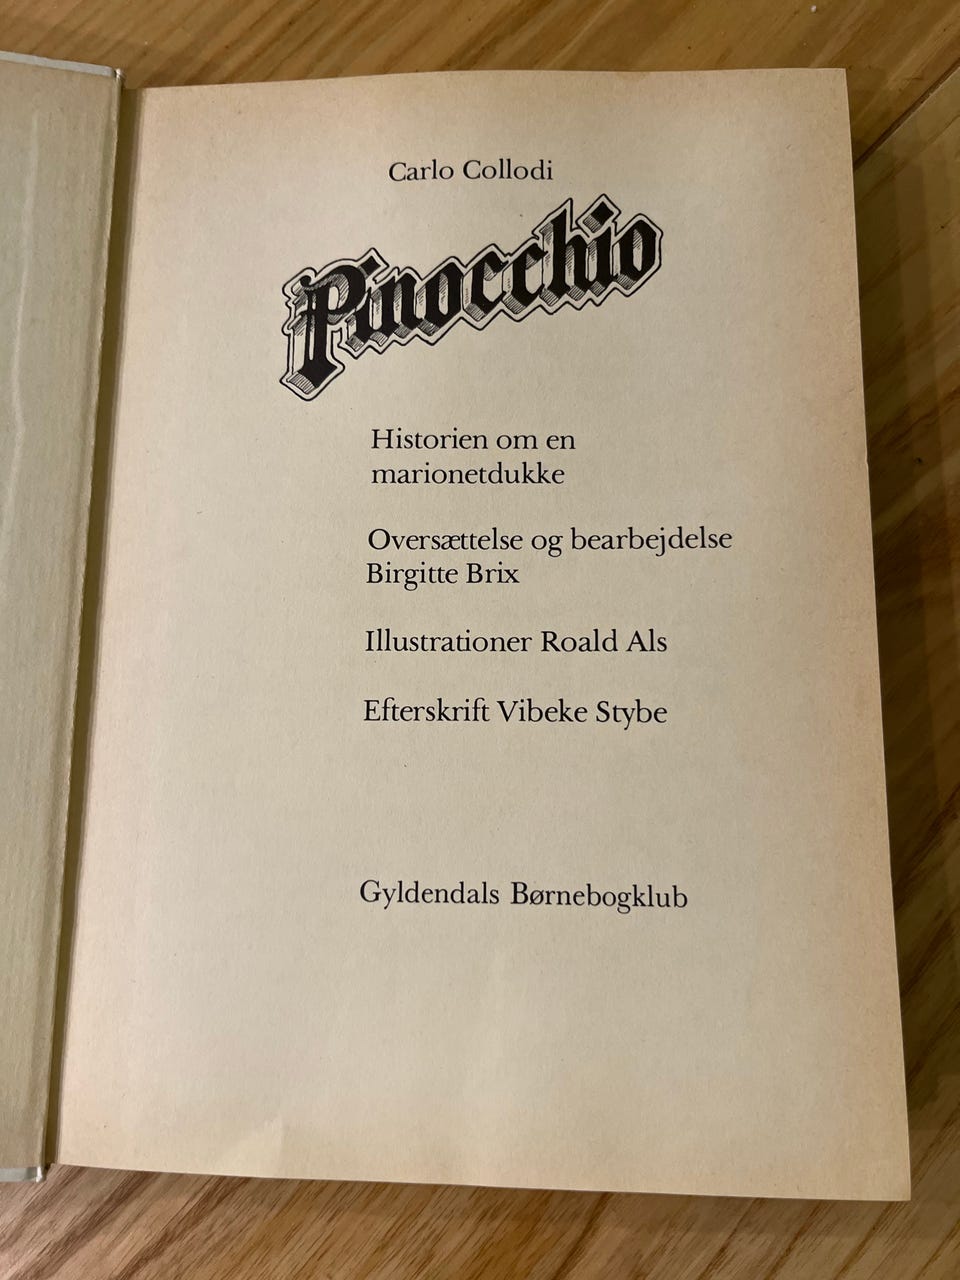 Carlo Collodi
Pinocchio
Historien om en
marionetdukke
Oversættelse og bearbejdelse
Birgitte Brix
Illustrationer Roald Als
Efterskrift Vibeke Stybe
Gyldendals Børnebogklub